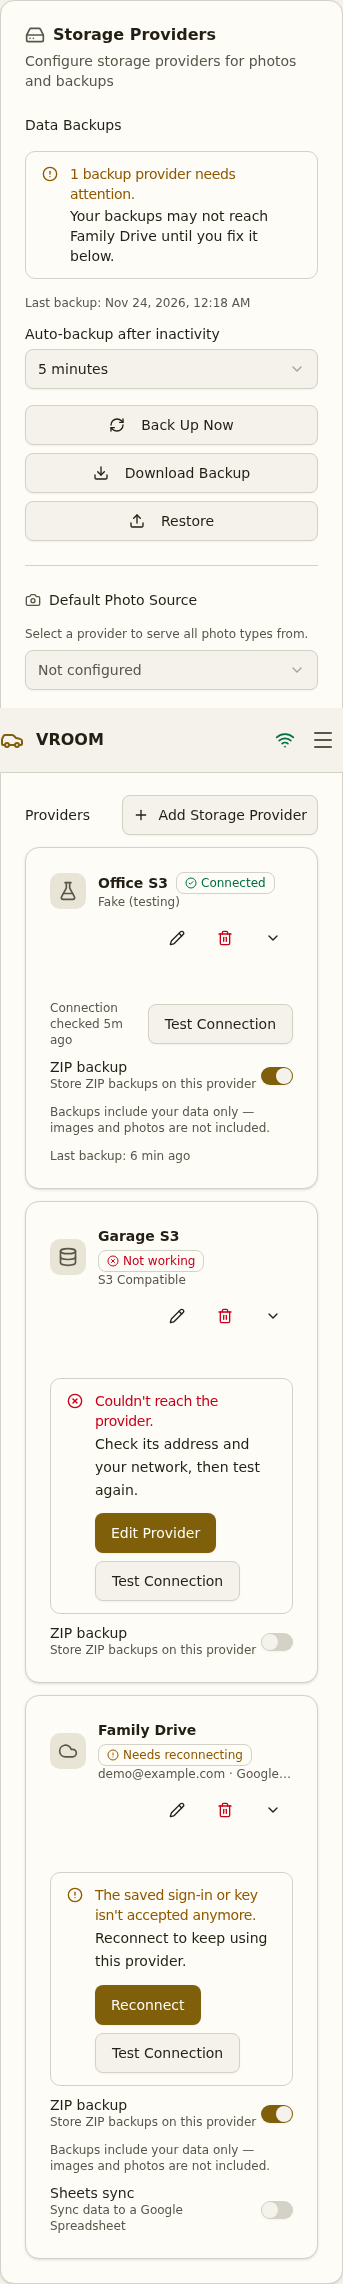 Storage Providers
Configure storage providers for photos
and backups
Data Backups
1 backup provider needs
attention.
Your backups may not reach
Family Drive until you fix it
below.
Last backup: Nov 24, 2026, 12:18 AM
Auto-backup after inactivity
5 minutes
Back Up Now
Download Backup
Restore
Default Photo Source
Select a provider to serve all photo types from.
Not configured
VROOM
Providers
Add Storage Provider
Office S3
Connected
Fake (testing)
Connection
checked 5m
ago
Test Connection
ZIP backup
Store ZIP backups on this provider
Backups include your data only —
images and photos are not included.
Last backup: 6 min ago
Garage S3
Not working
S3 Compatible
Couldn't reach the
provider.
Check its address and
your network, then test
again.
Edit Provider
Test Connection
ZIP backup
Store ZIP backups on this provider
Family Drive
Needs reconnecting
demo@example.com · Google...
The saved sign-in or key
isn't accepted anymore.
Reconnect to keep using
this provider.
Reconnect
Test Connection
ZIP backup
Store ZIP backups on this provider
Backups include your data only —
images and photos are not included.
Sheets sync
Sync data to a Google
Spreadsheet